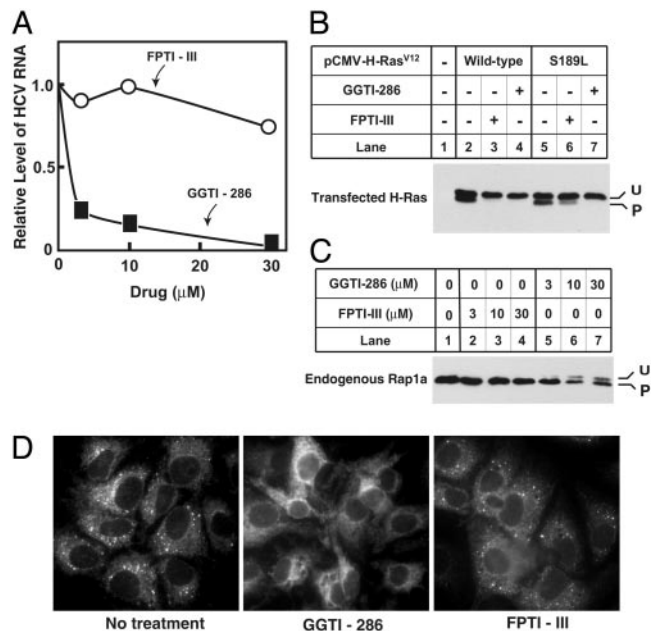 A
Relative Level of HCV RNA
1.0
0.5
0
0 10 20 30
Drug (μM)
FPTI - III
GGTI - 286
B
pCMV-H-Ras^V12 - Wild-type S189L
GGTI-286 - - - + - - +
FPTI-III - - + - - + -
Lane 1 2 3 4 5 6 7
Transfected H-Ras
U
P
C
GGTI-286 (μM) 0 0 0 0 3 10 30
FPTI-III (μM) 0 3 10 30 0 0 0
Lane 1 2 3 4 5 6 7
Endogenous Rap1a
U
P
D
No treatment
GGTI - 286
FPTI - III